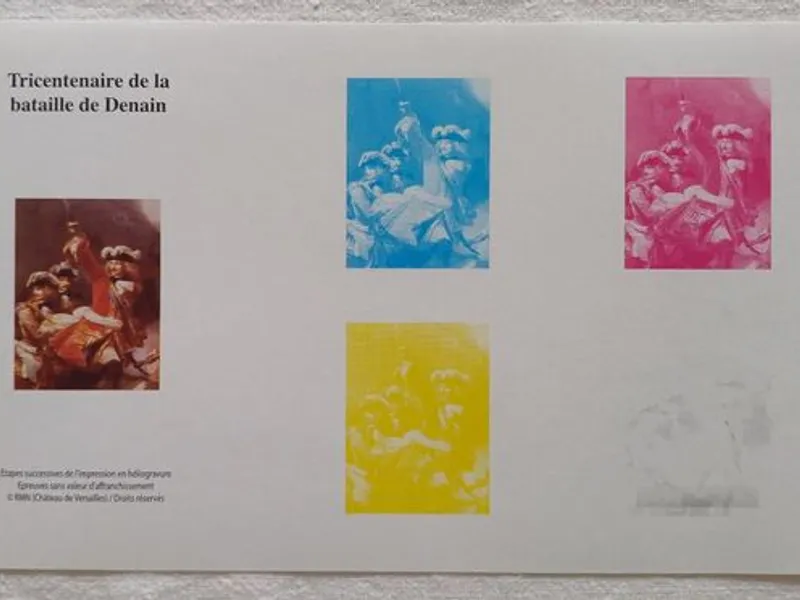 Tricentenaire de la
bataille de Denain
Etapes successives de l'impression en héliogravure
Epreuves sans valeur d'affranchissement
© RMN (Château de Versailles) / Droits réservés